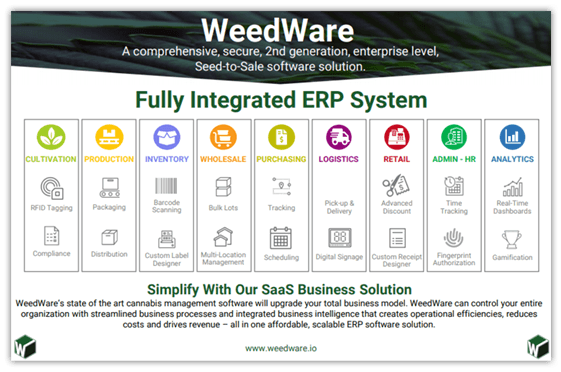 WeedWare
A comprehensive, secure, 2nd generation, enterprise level,
Seed-to-Sale software solution.
Fully Integrated ERP System
CULTIVATION
RFID Tagging
Compliance
PRODUCTION
Packaging
Distribution
INVENTORY
Barcode
Scanning
Custom Label
Designer
WHOLESALE
Bulk Lots
Multi-Location
Management
PURCHASING
Tracking
Scheduling
LOGISTICS
Pick-up &
Delivery
88
Digital Signage
RETAIL
Advanced
Discount
Custom Receipt
Designer
ADMIN - HR
Time
Tracking
Fingerprint
Authorization
ANALYTICS
Real-Time
Dashboards
Gamification
Simplify With Our SaaS Business Solution
WeedWare's state of the art cannabis management software will upgrade your total business model. WeedWare can control your entire
organization with streamlined business processes and integrated business intelligence that creates operational efficiencies, reduces
costs and drives revenue – all in one affordable, scalable ERP software solution.
W
www.weedware.io
W